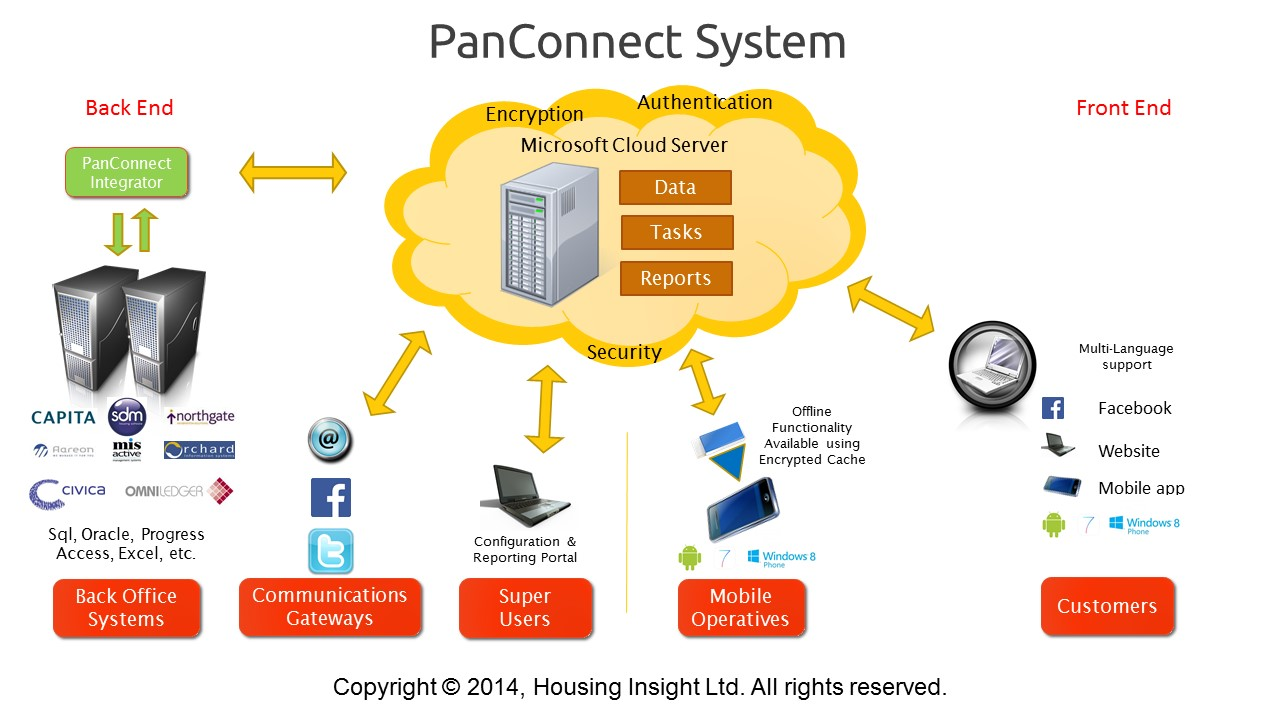 PanConnect System
Back End
Encryption
Authentication
Front End
Microsoft Cloud Server
PanConnect
Integrator
Data
Tasks
Reports
Security
CAPITA
sdm
northgate
Aareon
mis
active
Orchard
information systems
CIVICA
OMNILEDGER
Sql, Oracle, Progress
Access, Excel, etc.
Back Office
Systems
@
f
t
Communications
Gateways
Configuration &
Reporting Portal
Super
Users
Offline
Functionality
Available using
Encrypted Cache
7
Windows 8
Phone
Mobile
Operatives
Multi-Language
support
f
Facebook
Website
Mobile app
7
Windows 8
Phone
Customers
Copyright © 2014, Housing Insight Ltd. All rights reserved.